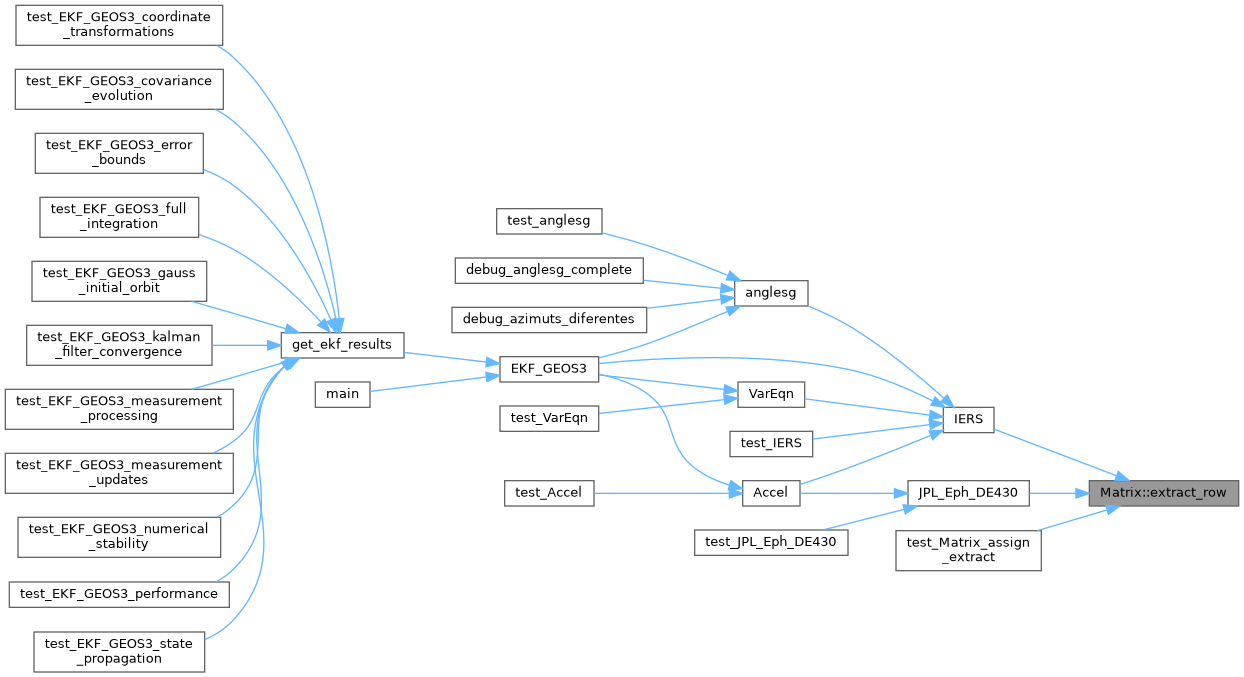 test_EKF_GEOS3_coordinate
_transformations
test_EKF_GEOS3_covariance
_evolution
test_EKF_GEOS3_error
_bounds
test_EKF_GEOS3_full
_integration
test_EKF_GEOS3_gauss
_initial_orbit
test_EKF_GEOS3_kalman
_filter_convergence
test_EKF_GEOS3_measurement
_processing
test_EKF_GEOS3_measurement
_updates
test_EKF_GEOS3_numerical
_stability
test_EKF_GEOS3_performance
test_EKF_GEOS3_state
_propagation
get_ekf_results
main
test_anglesg
debug_anglesg_complete
debug_azimuts_diferentes
EKF_GEOS3
test_VarEqn
test_Accel
anglesg
VarEqn
test_IERS
Accel
test_JPL_Eph_DE430
IERS
JPL_Eph_DE430
test_Matrix_assign
_extract
Matrix::extract_row